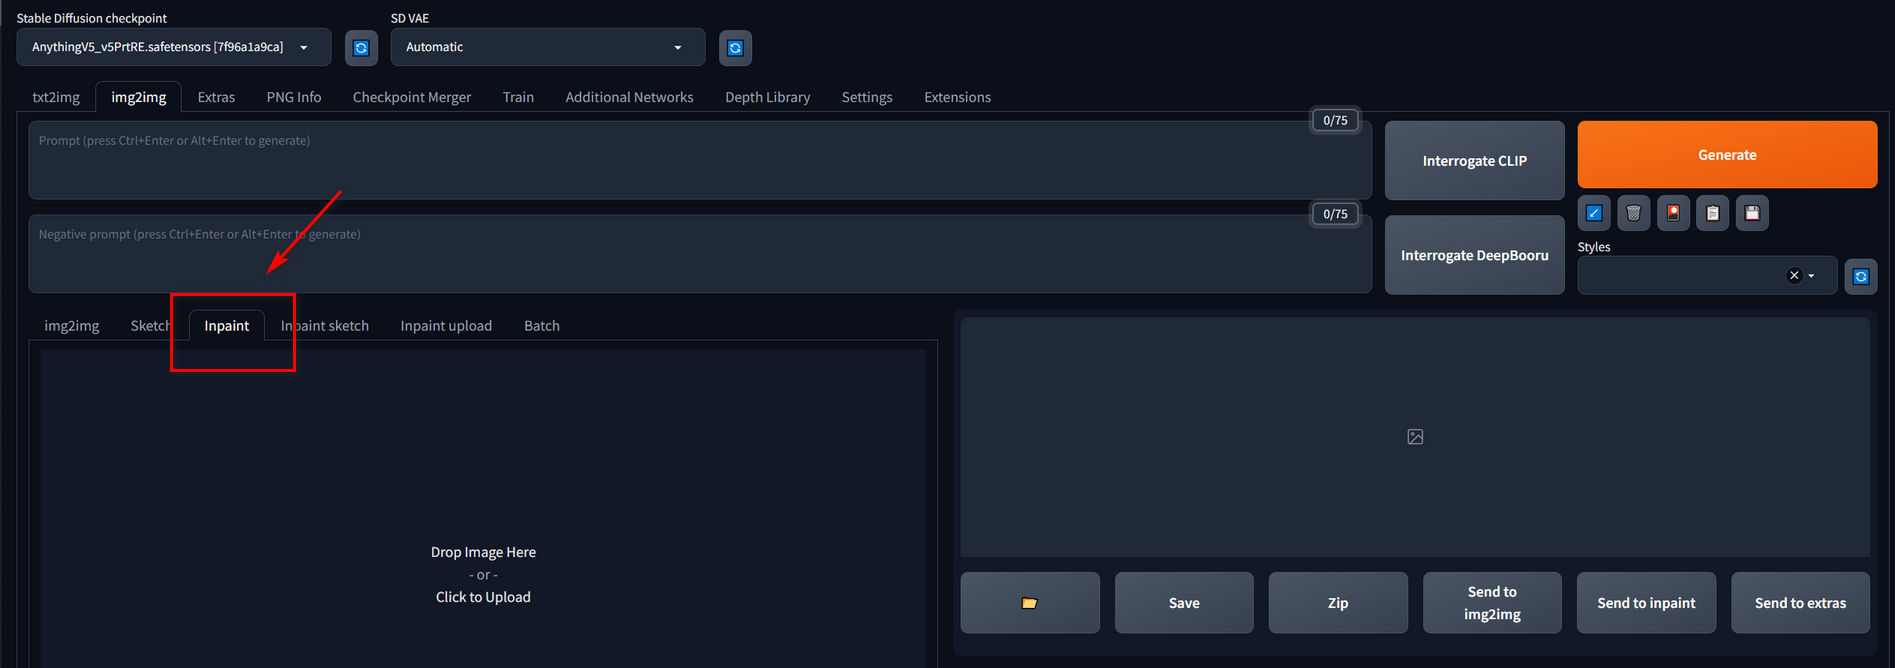 Stable Diffusion checkpoint
SD VAE
AnythingV5_v5PrtRE.safetensors [7f96a1a9ca]
Automatic
txt2img
img2img
Extras
PNG Info
Checkpoint Merger
Train
Additional Networks
Depth Library
Settings
Extensions
Prompt (press Ctrl+Enter or Alt+Enter to generate)
0/75
Interrogate CLIP
Generate
Negative prompt (press Ctrl+Enter or Alt+Enter to generate)
0/75
Interrogate DeepBooru
Styles
img2img
Sketch
Inpaint
Inpaint sketch
Inpaint upload
Batch
Drop Image Here
- or -
Click to Upload
Save
Zip
Send to
img2img
Send to inpaint
Send to extras